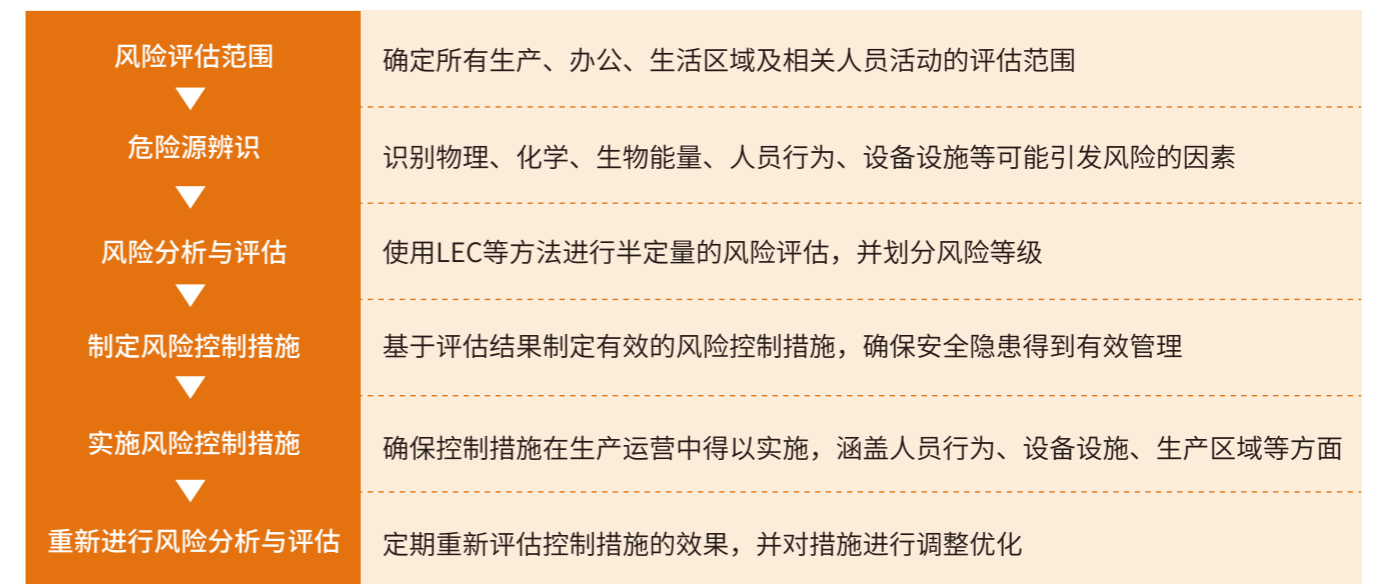 风险评估范围
确定所有生产、办公、生活区域及相关人员活动的评估范围
危险源辨识
识别物理、化学、生物能量、人员行为、设备设施等可能引发风险的因素
风险分析与评估
使用LEC等方法进行半定量的风险评估，并划分风险等级
制定风险控制措施
基于评估结果制定有效的风险控制措施，确保安全隐患得到有效管理
实施风险控制措施
确保控制措施在生产运营中得以实施，涵盖人员行为、设备设施、生产区域等方面
重新进行风险分析与评估
定期重新评估控制措施的效果，并对措施进行调整优化